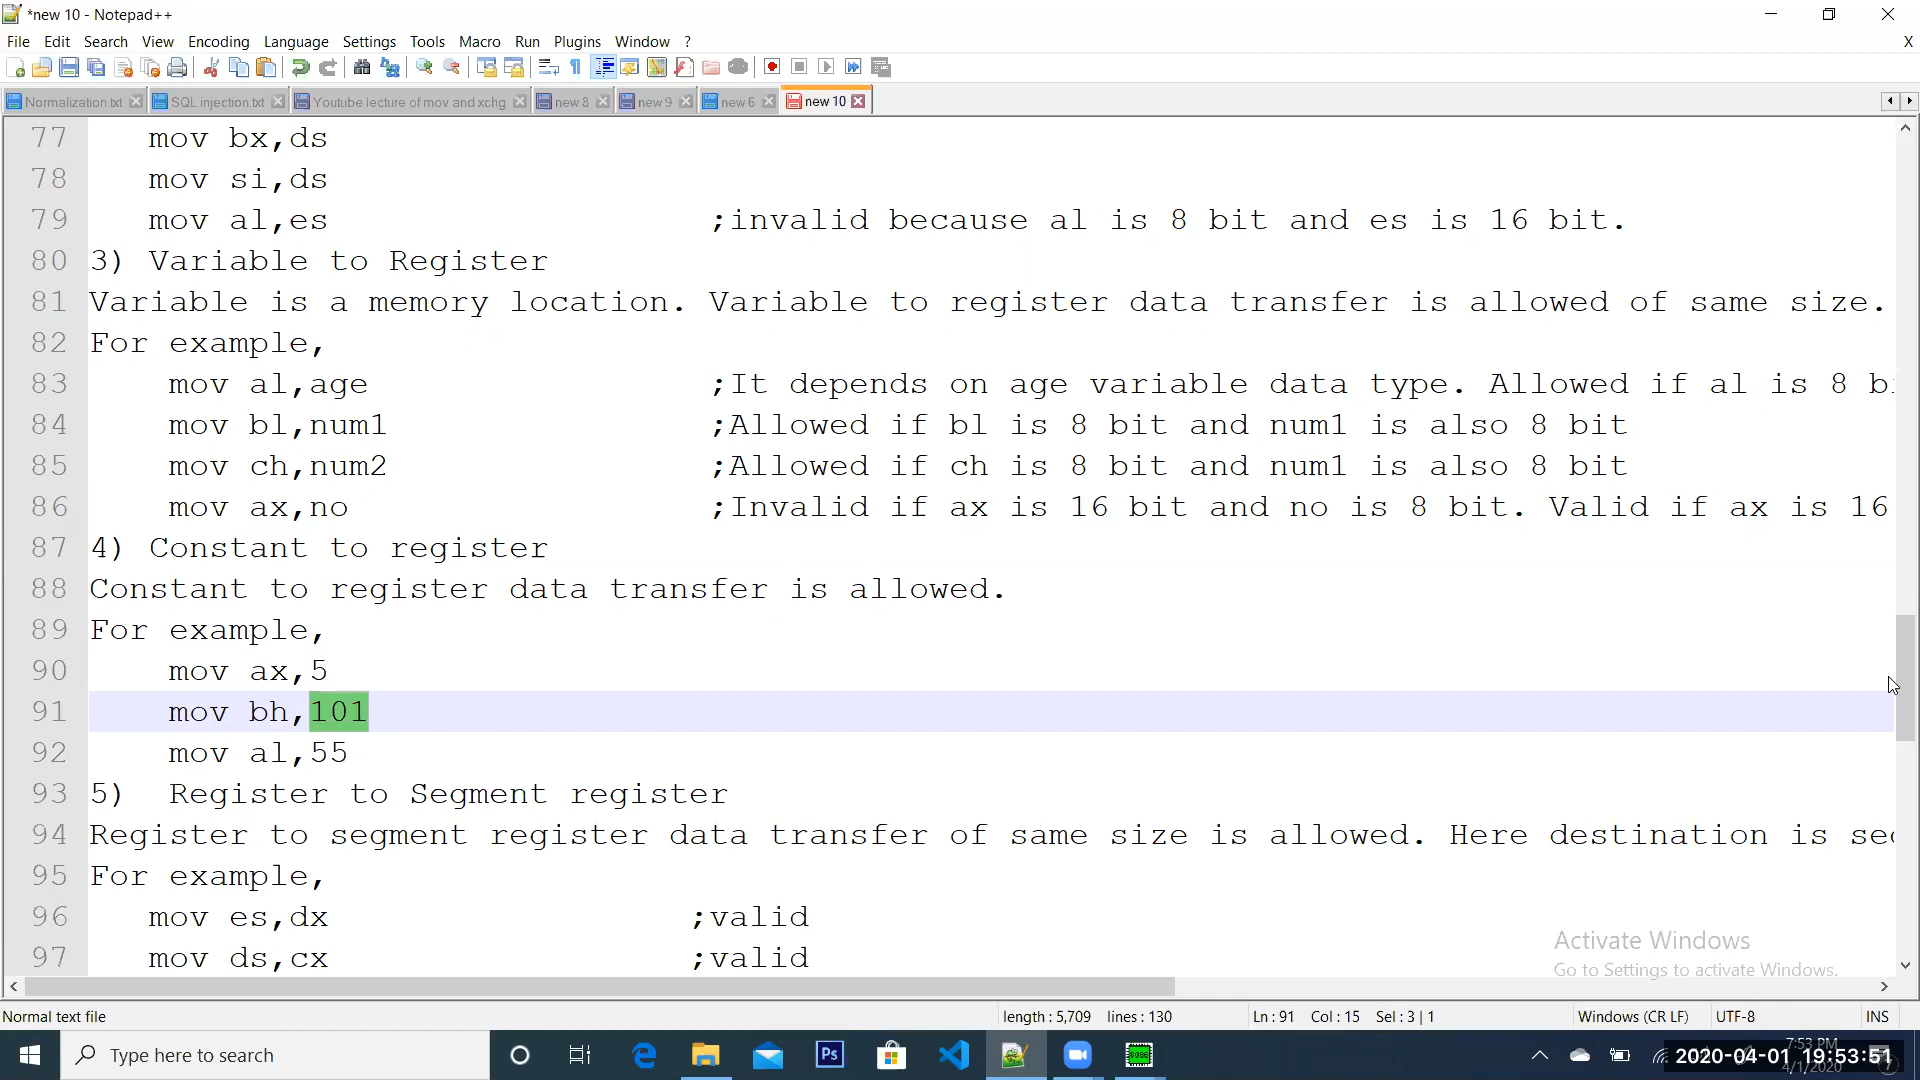 *new 10 - Notepad++
File Edit Search View Encoding Language Settings Tools Macro Run Plugins Window ? X
Normalization.txt SQL injection.txt Youtube lecture of mov and xchg new 8 new 9 new 6 new 10
77 mov bx,ds
78 mov si,ds
79 mov al,es ;invalid because al is 8 bit and es is 16 bit.
80 3) Variable to Register
81 Variable is a memory location. Variable to register data transfer is allowed of same size.
82 For example,
83 mov al,age ;It depends on age variable data type. Allowed if al is 8
84 mov bl,num1 ;Allowed if bl is 8 bit and num1 is also 8 bit
85 mov ch,num2 ;Allowed if ch is 8 bit and num1 is also 8 bit
86 mov ax,no ;Invalid if ax is 16 bit and no is 8 bit. Valid if ax is 16
87 4) Constant to register
88 Constant to register data transfer is allowed.
89 For example,
90 mov ax,5
91 mov bh,101
92 mov al,55
93 5) Register to Segment register
94 Register to segment register data transfer of same size is allowed. Here destination is
95 For example,
96 mov es,dx ;valid
97 mov ds,cx ;valid
Activate Windows
Go to Settings to activate Windows.
Normal text file length : 5,709 lines : 130 Ln : 91 Col : 15 Sel : 3 | 1 Windows (CR LF) UTF-8 INS
Type here to search
Ps
7:53 PM
2020-04-01 19:53:51
4/1/2020